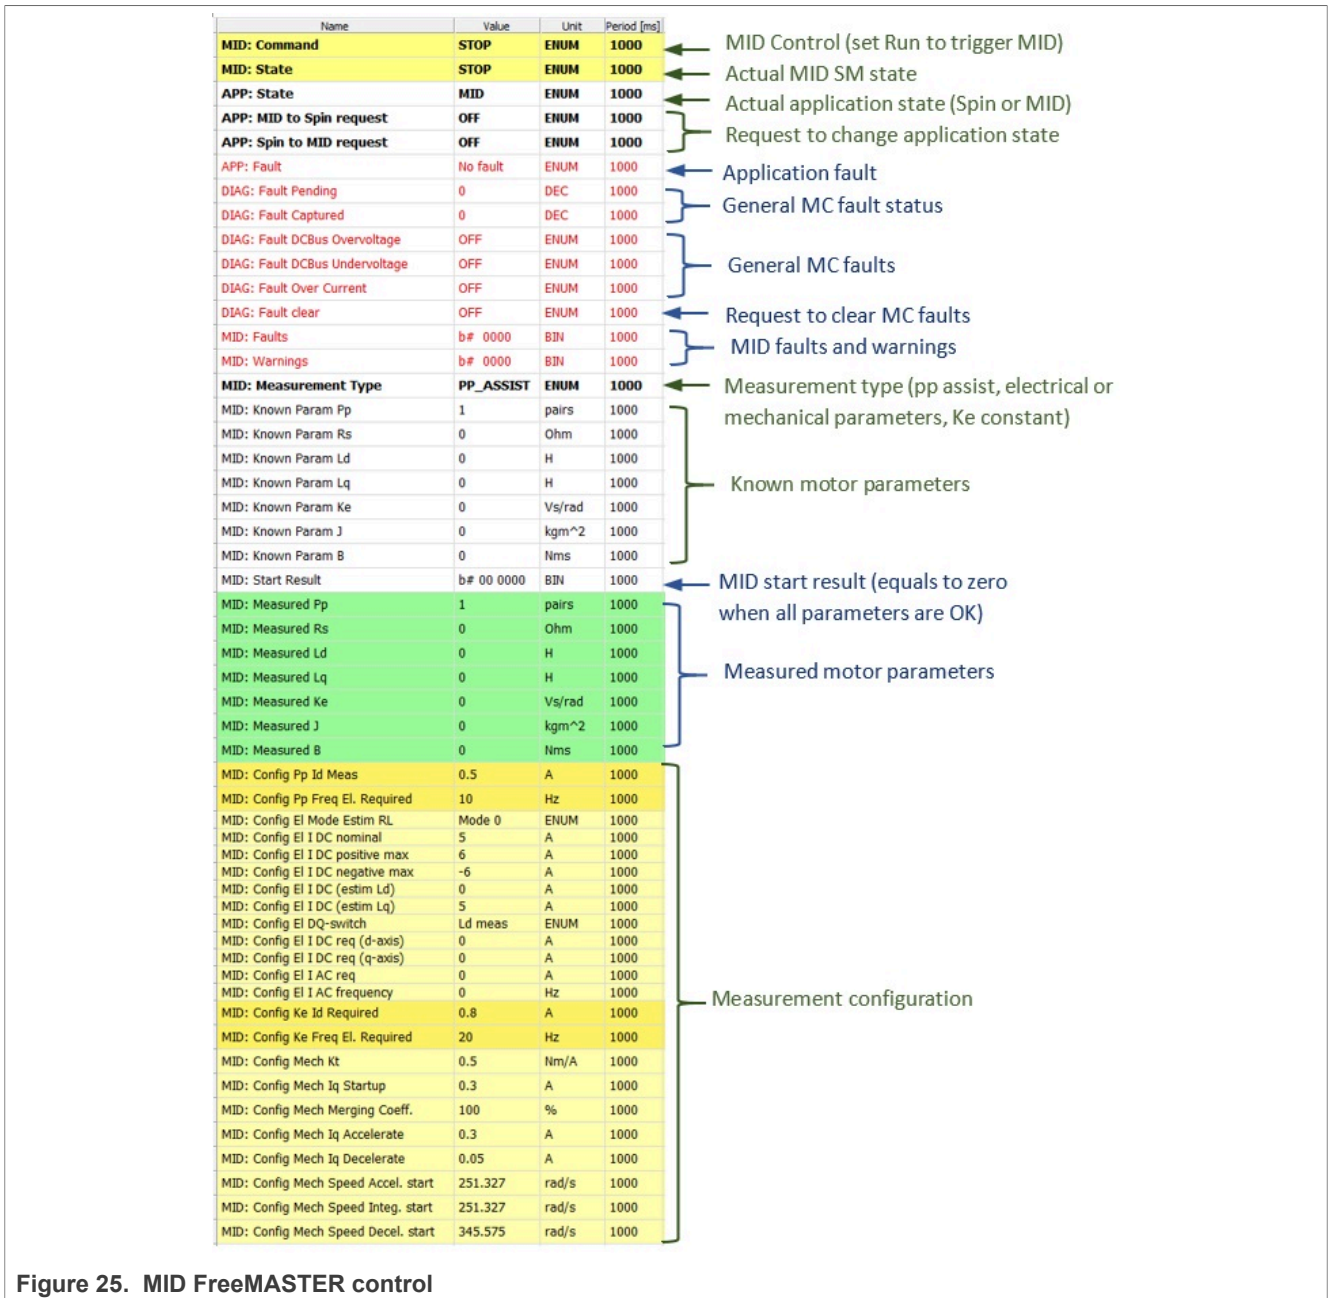 Name Value Unit Period [ms]
MID: Command STOP ENUM 1000
MID: State STOP ENUM 1000
APP: State MID ENUM 1000
APP: MID to Spin request OFF ENUM 1000
APP: Spin to MID request OFF ENUM 1000
APP: Fault No fault ENUM 1000
DIAG: Fault Pending 0 DEC 1000
DIAG: Fault Captured 0 DEC 1000
DIAG: Fault DCBus Overvoltage OFF ENUM 1000
DIAG: Fault DCBus Undervoltage OFF ENUM 1000
DIAG: Fault Over Current OFF ENUM 1000
DIAG: Fault clear OFF ENUM 1000
MID: Faults b# 0000 BIN 1000
MID: Warnings b# 0000 BIN 1000
MID: Measurement Type PP_ASSIST ENUM 1000
MID: Known Param Pp 1 pairs 1000
MID: Known Param Rs 0 Ohm 1000
MID: Known Param Ld 0 H 1000
MID: Known Param Lq 0 H 1000
MID: Known Param Ke 0 Vs/rad 1000
MID: Known Param J 0 kgm^2 1000
MID: Known Param B 0 Nms 1000
MID: Start Result b# 00 0000 BIN 1000
MID: Measured Pp 1 pairs 1000
MID: Measured Rs 0 Ohm 1000
MID: Measured Ld 0 H 1000
MID: Measured Lq 0 H 1000
MID: Measured Ke 0 Vs/rad 1000
MID: Measured J 0 kgm^2 1000
MID: Measured B 0 Nms 1000
MID: Config Pp Id Meas 0.5 A 1000
MID: Config Pp Freq El. Required 10 Hz 1000
MID: Config El Mode Estim RL Mode 0 ENUM 1000
MID: Config El I DC nominal 5 A 1000
MID: Config El I DC positive max 6 A 1000
MID: Config El I DC negative max -6 A 1000
MID: Config El I DC (estim Ld) 0 A 1000
MID: Config El I DC (estim Lq) 5 A 1000
MID: Config El DQ-switch Ld meas ENUM 1000
MID: Config El I DC req (d-axis) 0 A 1000
MID: Config El I DC req (q-axis) 0 A 1000
MID: Config El I AC req 0 A 1000
MID: Config El I AC frequency 0 Hz 1000
MID: Config Ke Id Required 0.8 A 1000
MID: Config Ke Freq El. Required 20 Hz 1000
MID: Config Mech Kt 0.5 Nm/A 1000
MID: Config Mech Iq Startup 0.3 A 1000
MID: Config Mech Merging Coeff. 100 % 1000
MID: Config Mech Iq Accelerate 0.3 A 1000
MID: Config Mech Iq Decelerate 0.05 A 1000
MID: Config Mech Speed Accel. start 251.327 rad/s 1000
MID: Config Mech Speed Integ. start 251.327 rad/s 1000
MID: Config Mech Speed Decel. start 345.575 rad/s 1000
MID Control (set Run to trigger MID)
Actual MID SM state
Actual application state (Spin or MID)
Request to change application state
Application fault
General MC fault status
General MC faults
Request to clear MC faults
MID faults and warnings
Measurement type (pp assist, electrical or
mechanical parameters, Ke constant)
Known motor parameters
MID start result (equals to zero
when all parameters are OK)
Measured motor parameters
Measurement configuration
Figure 25. MID FreeMASTER control